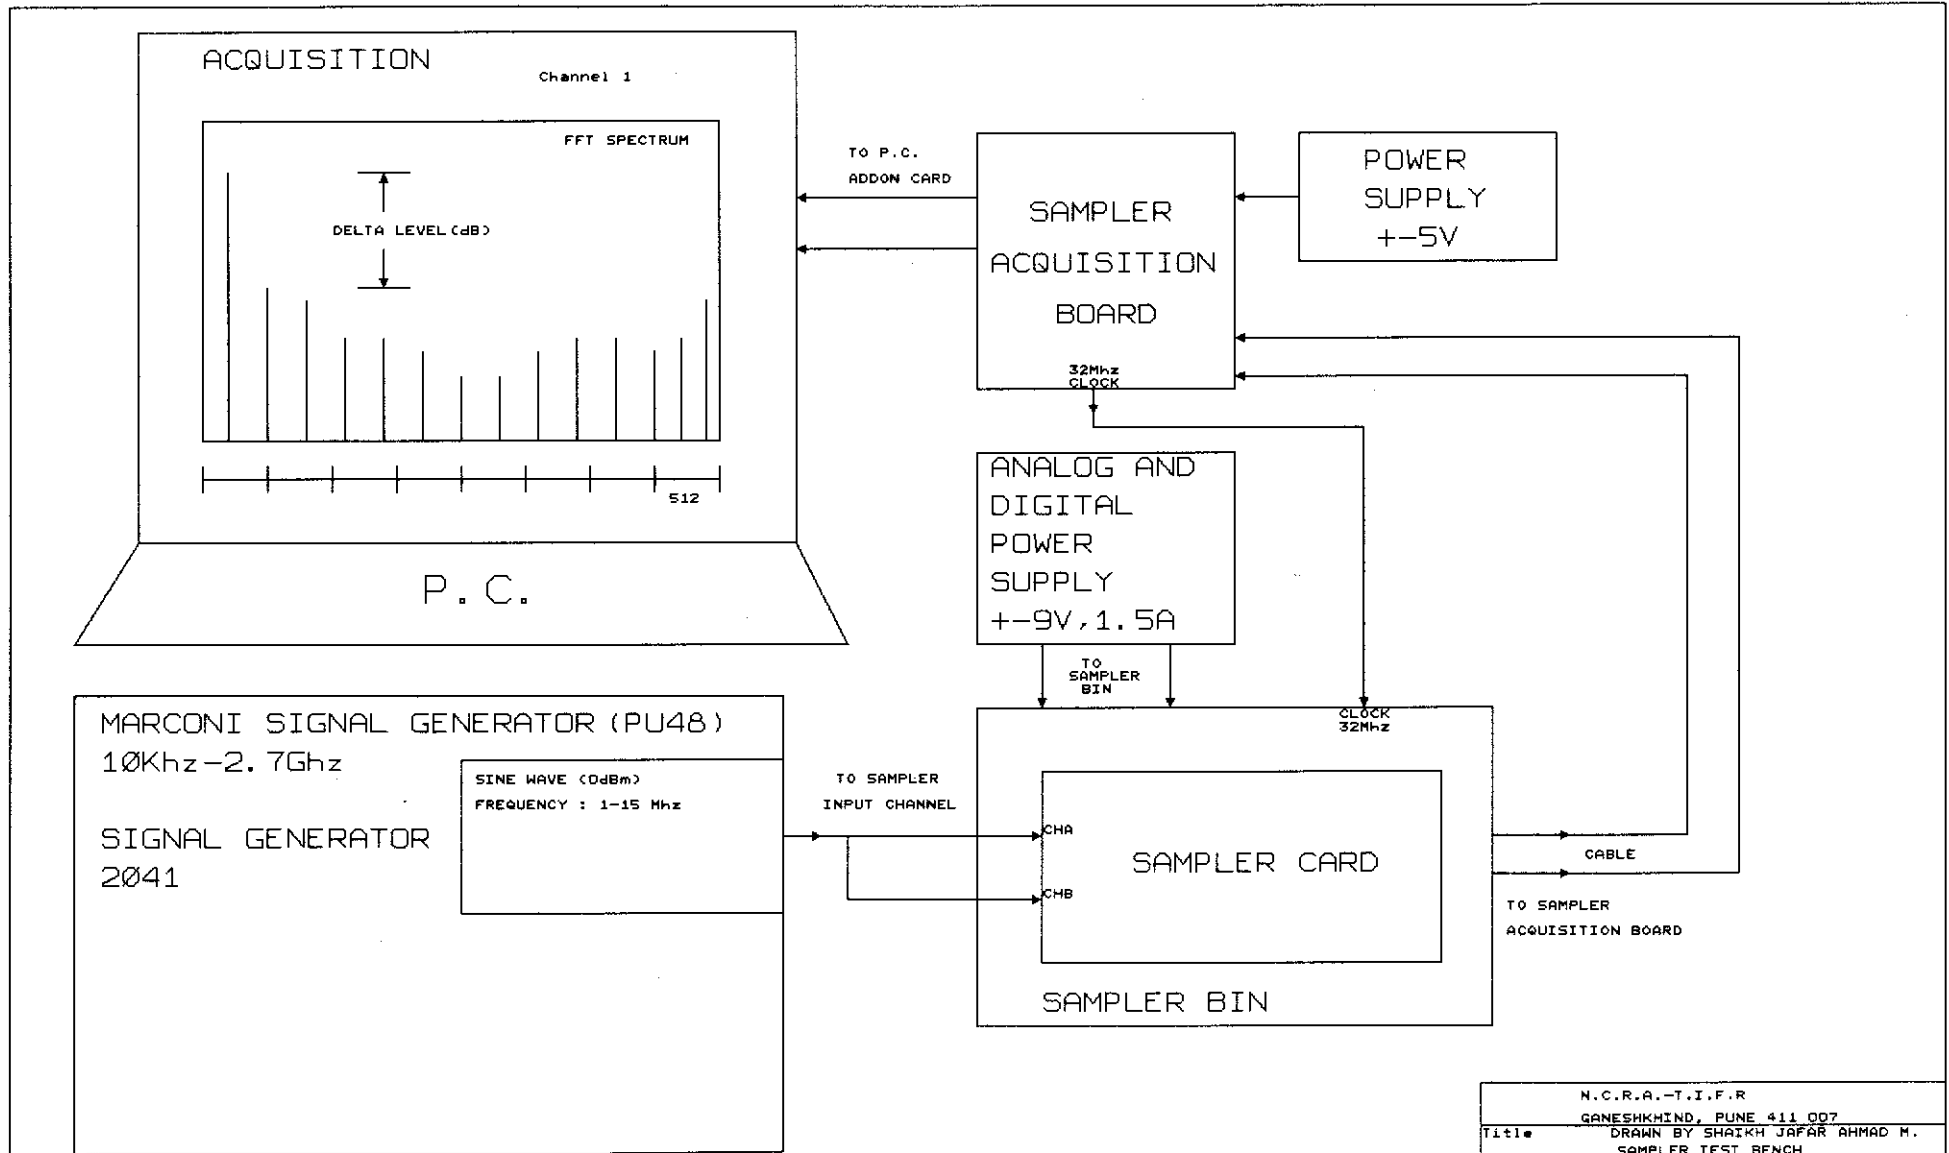 ACQUISITION
Channel 1
FFT SPECTRUM
DELTA LEVEL(dB)
512
P.C.
TO P.C.
ADDON CARD
SAMPLER
ACQUISITION
BOARD
32Mhz
CLOCK
POWER
SUPPLY
+-5V
ANALOG AND
DIGITAL
POWER
SUPPLY
+-9V,1.5A
TO
SAMPLER
BIN
MARCONI SIGNAL GENERATOR(PU48)
10Khz-2.7Ghz
SIGNAL GENERATOR
2041
SINE WAVE (0dBm)
FREQUENCY : 1-15 Mhz
TO SAMPLER
INPUT CHANNEL
CLOCK
32Mhz
CHA
CHB
SAMPLER CARD
SAMPLER BIN
CABLE
TO SAMPLER
ACQUISITION BOARD
N.C.R.A.-T.I.F.R
GANESHKHIND, PUNE 411 007
Title DRAWN BY SHAIKH JAFAR AHMAD M.
SAMPLER TEST BENCH